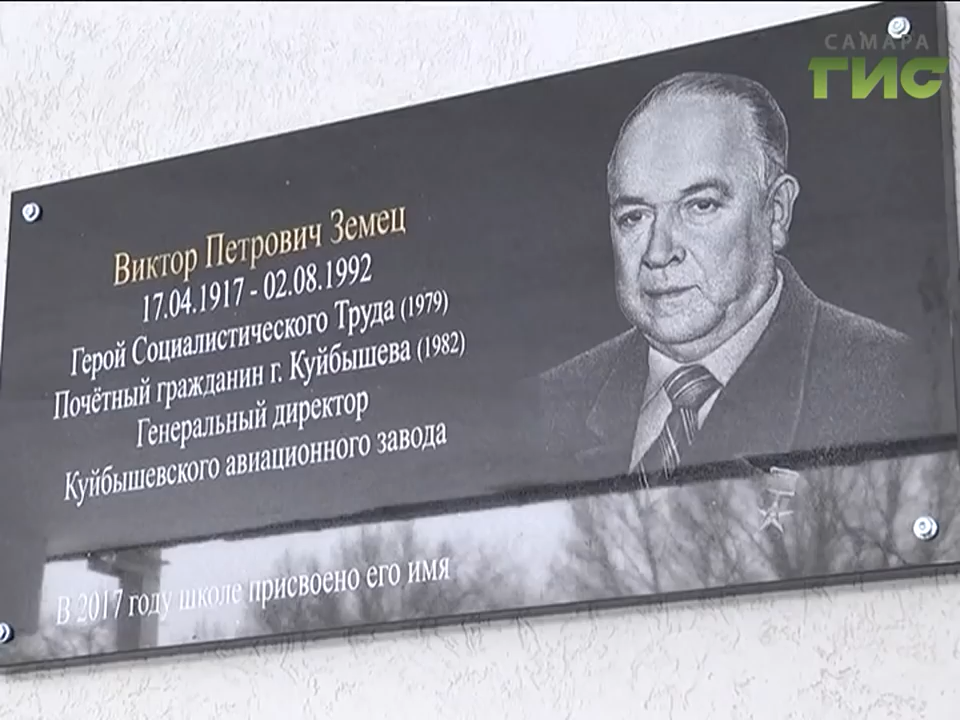 САМАРА
ГИС
Виктор Петрович Земец
17.04.1917 - 02.08.1992
Герой Социалистического Труда (1979)
Почётный гражданин г. Куйбышева (1982)
Генеральный директор
Куйбышевского авиационного завода
В 2017 году школе присвоено его имя